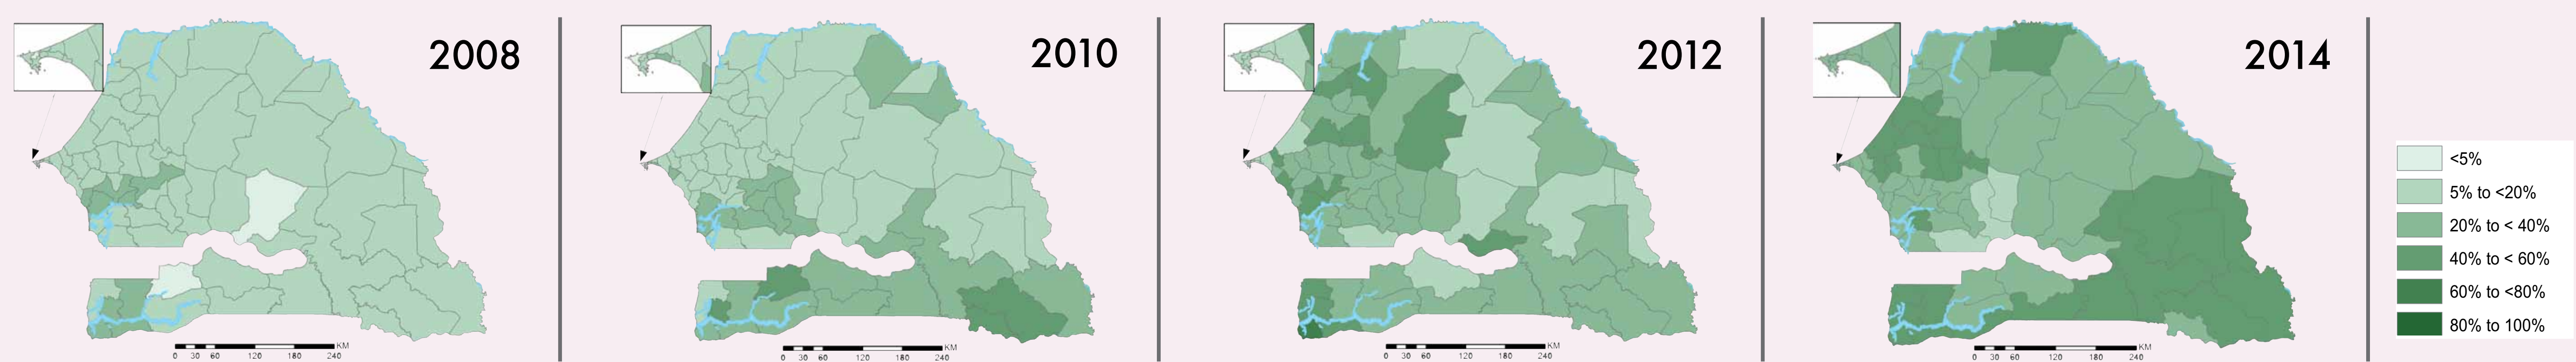 2008
2010
2012
2014
<5%
5% to <20%
20% to < 40%
40% to < 60%
60% to <80%
80% to 100%
KM
0 30 60 120 180 240
KM
0 30 60 120 180 240
KM
0 30 60 120 180 240
KM
0 30 60 120 180 240